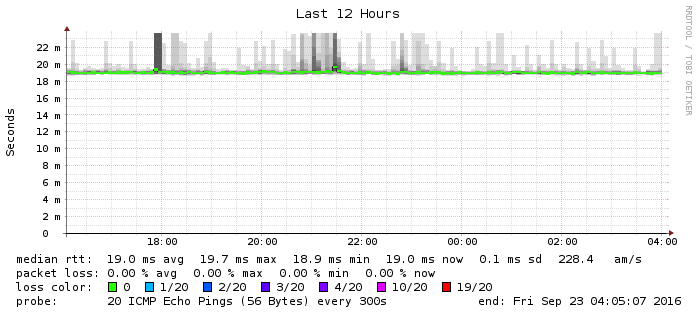 Last 12 Hours
RRDTOOL / TOBI OETIKER
Seconds
22 m
20 m
18 m
16 m
14 m
12 m
10 m
8 m
6 m
4 m
2 m
0
18:00 20:00 22:00 00:00 02:00 04:00
median rtt: 19.0 ms avg 19.7 ms max 18.9 ms min 19.0 ms now 0.1 ms sd 228.4 am/s
packet loss: 0.00 % avg 0.00 % max 0.00 % min 0.00 % now
loss color: 0 1/20 2/20 3/20 4/20 10/20 19/20
probe: 20 ICMP Echo Pings (56 Bytes) every 300s end: Fri Sep 23 04:05:07 2016